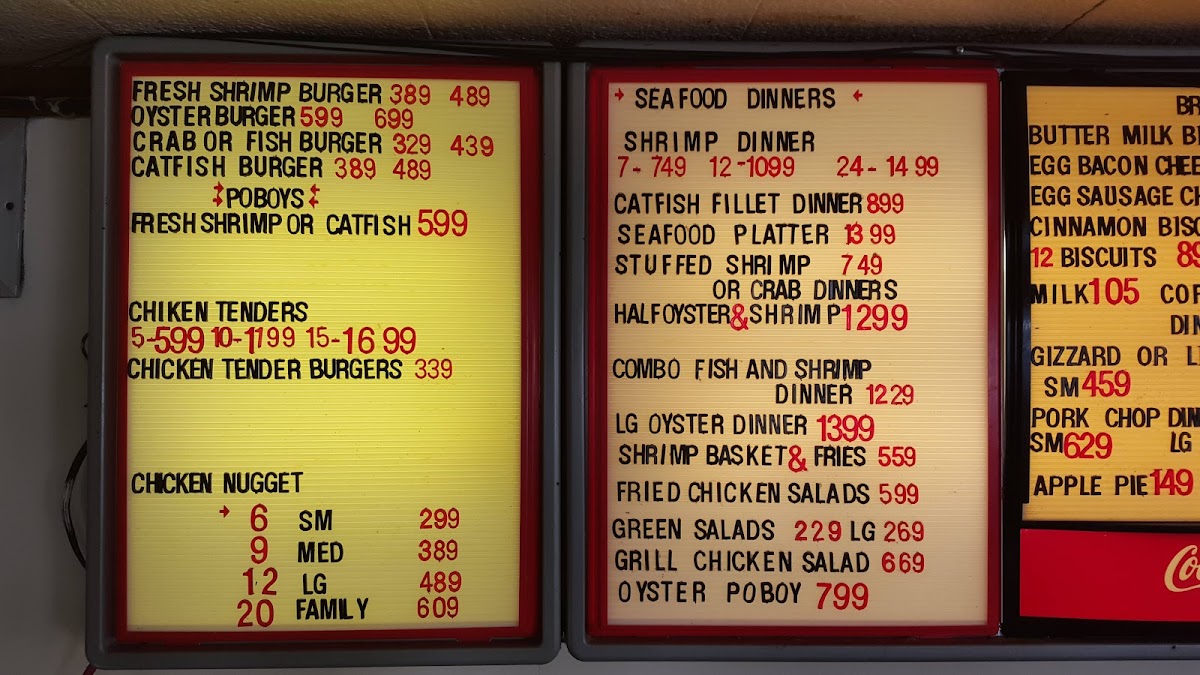 FRESH SHRIMP BURGER 389 489
OYSTER BURGER 599 699
CRAB OR FISH BURGER 329 439
CATFISH BURGER 389 489
POBOYS
FRESH SHRIMP OR CATFISH 599
CHIKEN TENDERS
5-599 10-1199 15-16 99
CHICKEN TENDER BURGERS 339
CHICKEN NUGGET
6 SM 299
9 MED 389
12 LG 489
20 FAMILY 609
SEAFOOD DINNERS
SHRIMP DINNER
7-749 12-1099 24-14 99
CATFISH FILLET DINNER 899
SEAFOOD PLATTER 13 99
STUFFED SHRIMP 749
OR CRAB DINNERS
HALF OYSTER & SHRIMP 1299
COMBO FISH AND SHRIMP
DINNER 1229
LG OYSTER DINNER 1399
SHRIMP BASKET & FRIES 559
FRIED CHICKEN SALADS 599
GREEN SALADS 229 LG 269
GRILL CHICKEN SALAD 669
OYSTER POBOY 799
BUTTER MILK
EGG BACON
EGG SAUSAGE
CINNAMON
12 BISCUITS
MILK 105
GIZZARD OR
SM 459
PORK CHOP
SM 629 LG
APPLE PIE 149